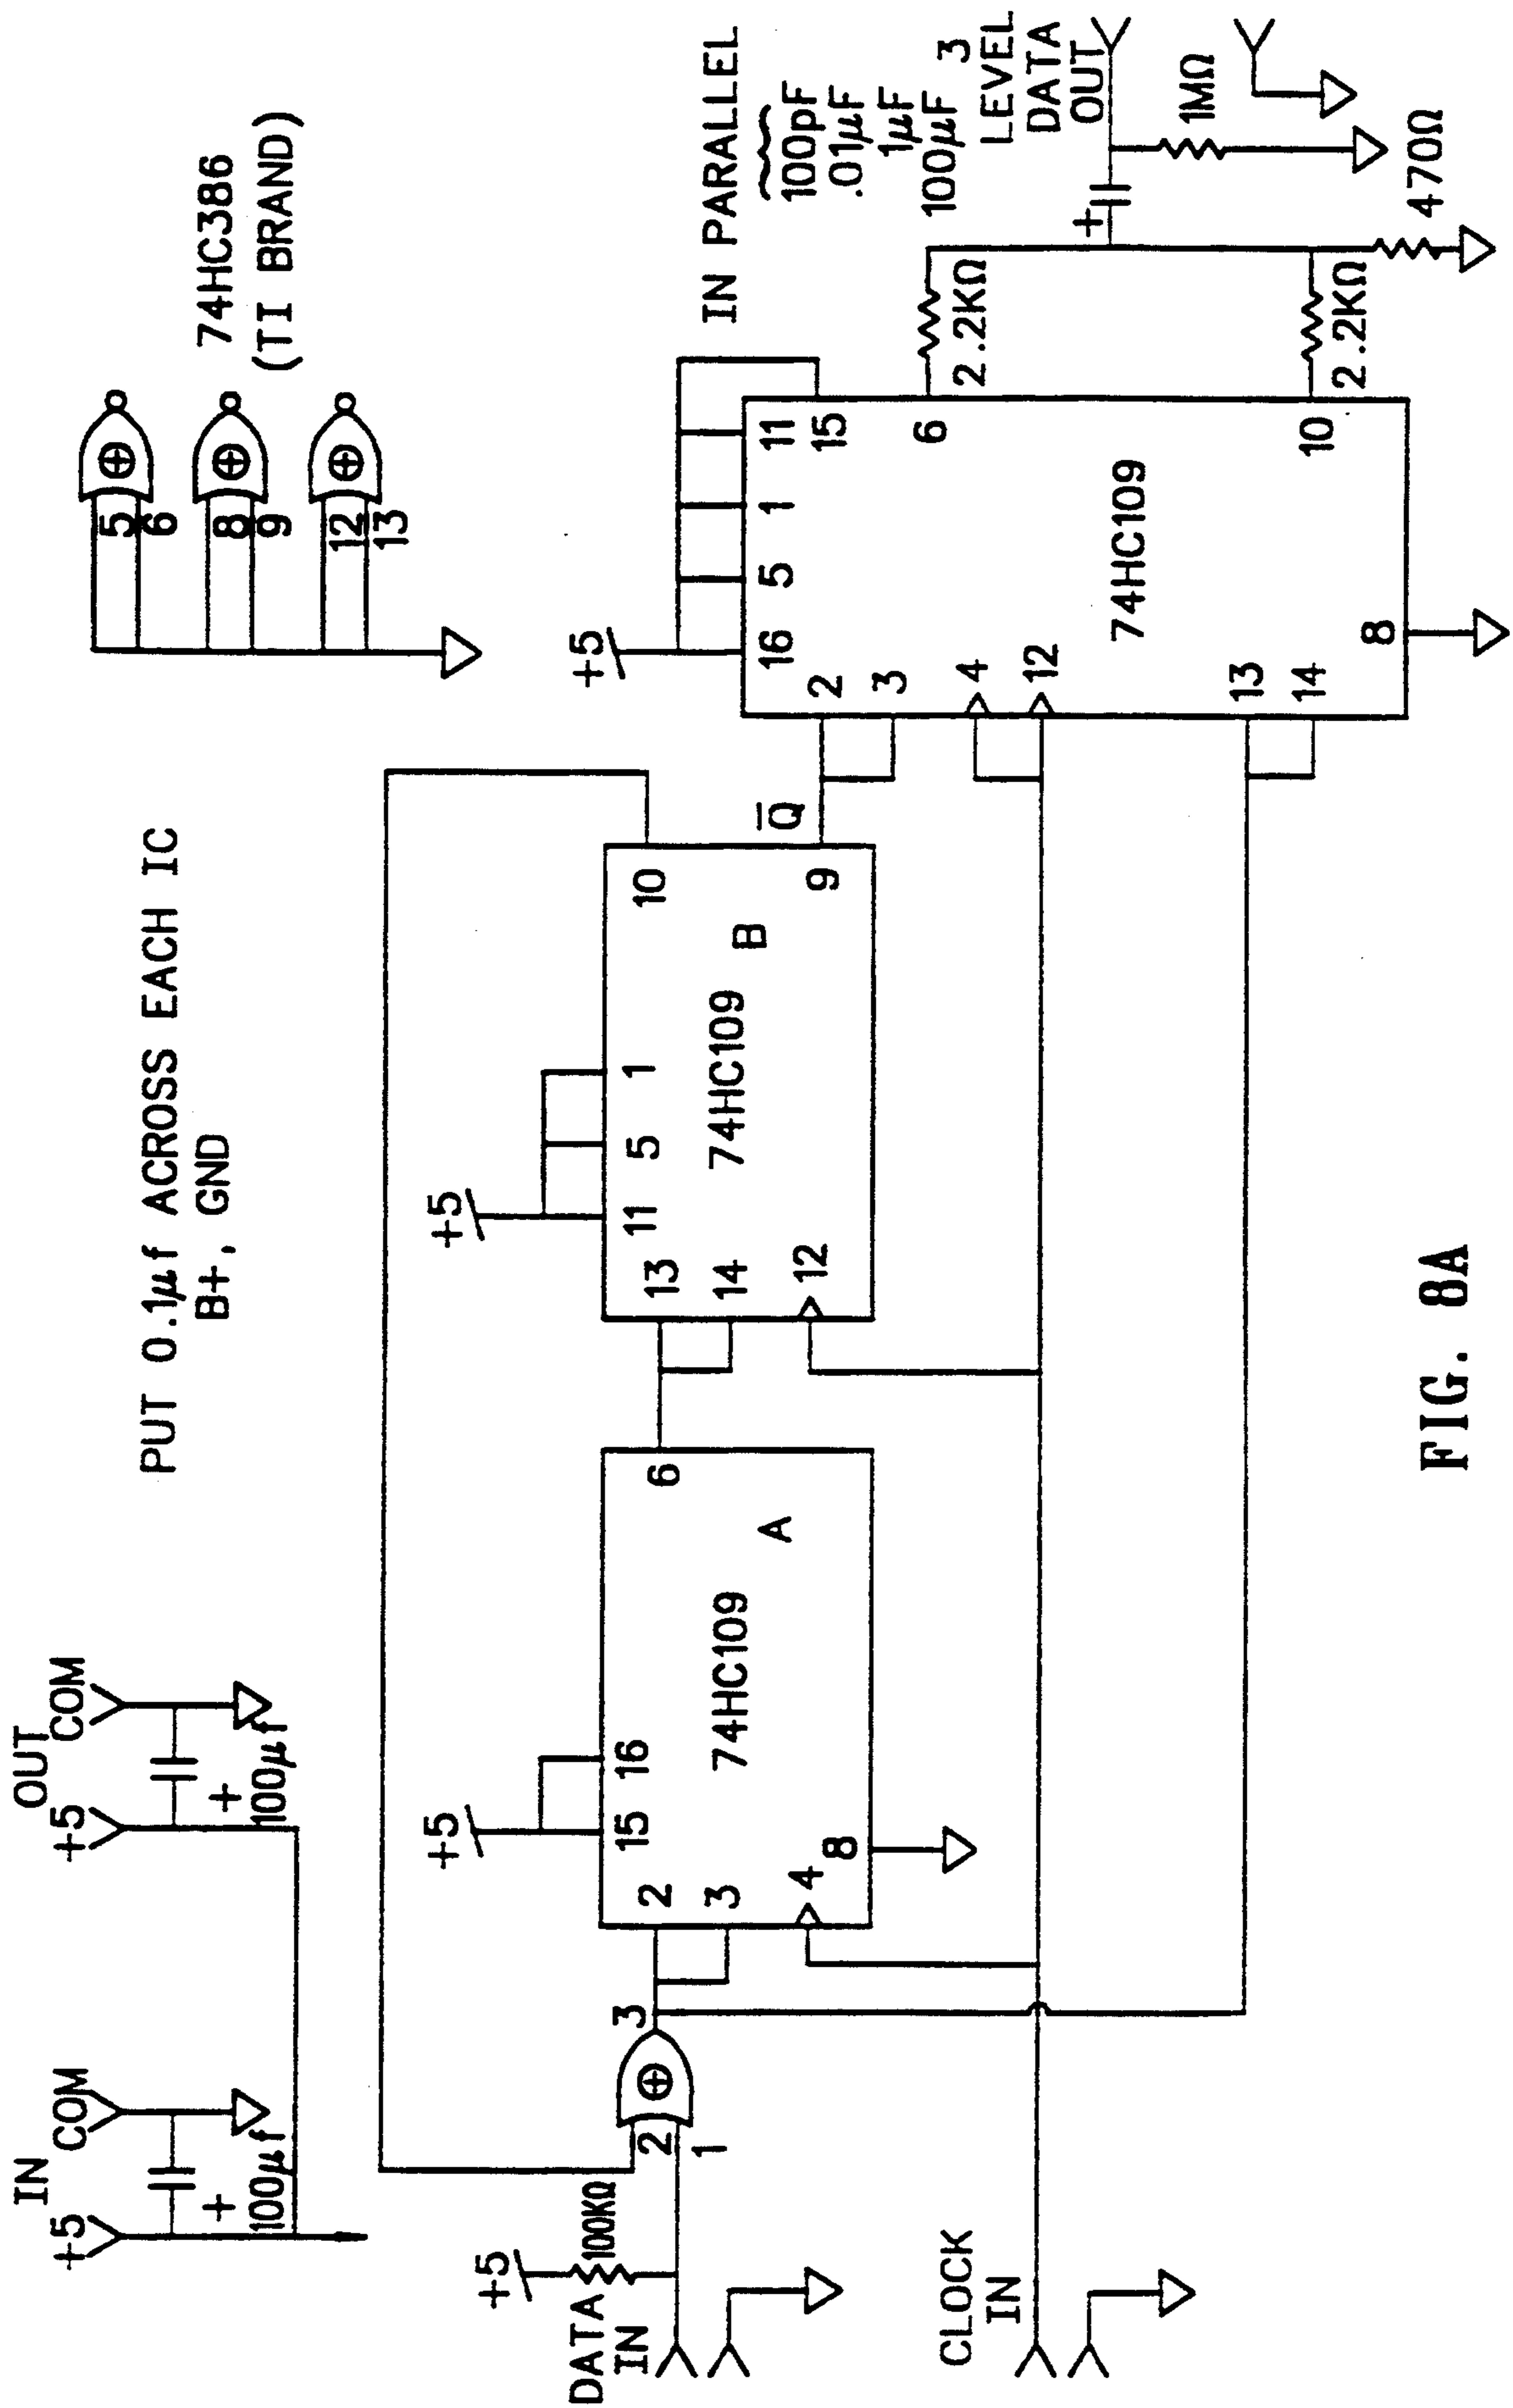 IN
+5
COM
+
100µf
OUT
+5
COM
+
100µf
PUT 0.1µf ACROSS EACH IC
B+, GND
5
6
8
9
12
13
74HC386
(TI BRAND)
DATA
IN
+5
100KΩ
2
1
3
CLOCK
IN
+5
15
16
2
3
4
8
6
74HC109
A
+5
11
5
1
13
14
12
10
9
74HC109
B
Q̅
+5
16
5
1
11
15
2
3
4
12
13
14
8
6
10
74HC109
2.2KΩ
2.2KΩ
IN PARALLEL
100pF
.01µF
1µF
100µF
+
3
LEVEL
DATA
OUT
1MΩ
470Ω
FIG. 8A